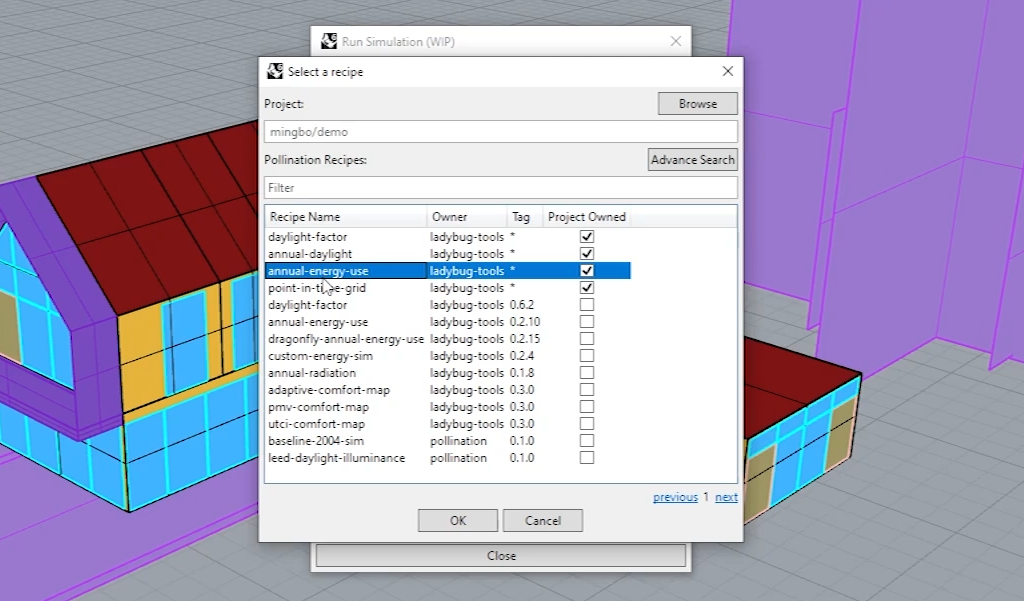 Run Simulation (WIP)
Select a recipe
Project:
Browse
mingbo/demo
Pollination Recipes:
Advance Search
Filter
Recipe Name Owner Tag Project Owned
daylight-factor ladybug-tools *
annual-daylight ladybug-tools *
annual-energy-use ladybug-tools *
point-in-time-grid ladybug-tools *
daylight-factor ladybug-tools 0.6.2
annual-energy-use ladybug-tools 0.2.10
dragonfly-annual-energy-use ladybug-tools 0.2.15
custom-energy-sim ladybug-tools 0.2.4
annual-radiation ladybug-tools 0.1.8
adaptive-comfort-map ladybug-tools 0.3.0
pmv-comfort-map ladybug-tools 0.3.0
utci-comfort-map ladybug-tools 0.3.0
baseline-2004-sim pollination 0.1.0
leed-daylight-illuminance pollination 0.1.0
previous 1 next
OK Cancel
Close